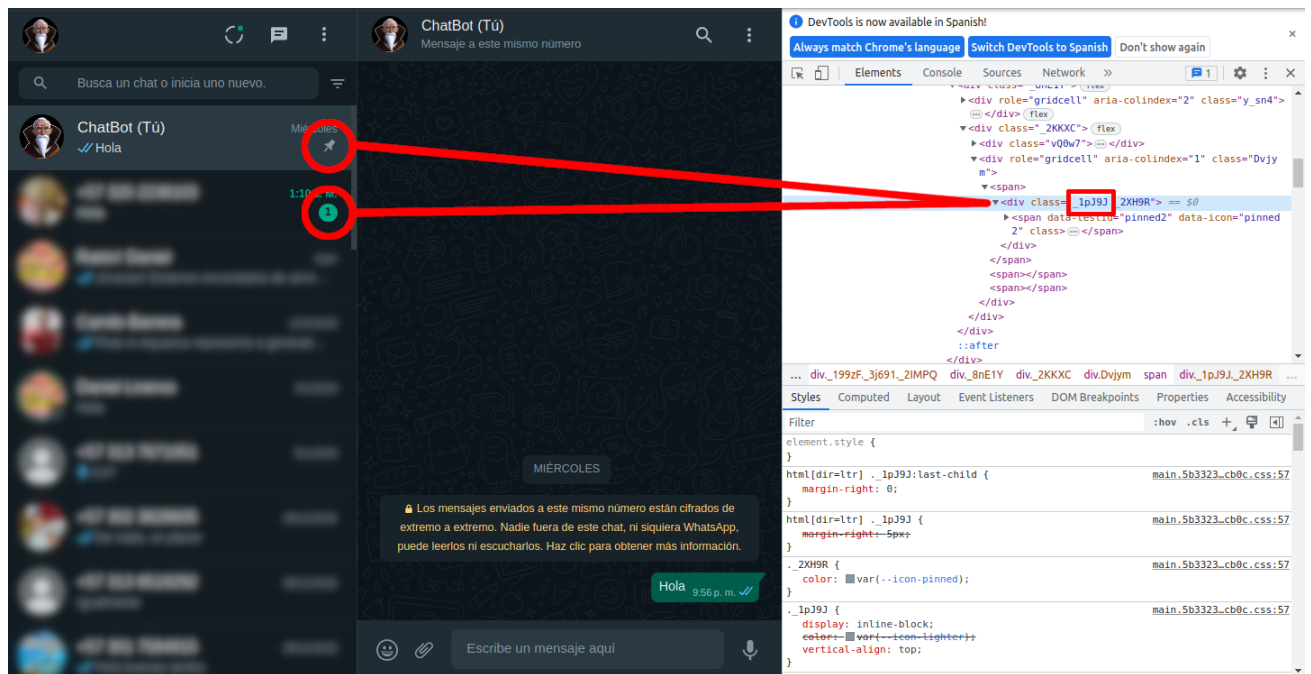 ChatBot (Tú)
Mensaje a este mismo número
Busca un chat o inicia uno nuevo.
ChatBot (Tú)
Miércoles
Hola
1:10
M.
1
MIÉRCOLES
Los mensajes enviados a este mismo número están cifrados de
extremo a extremo. Nadie fuera de este chat, ni siquiera WhatsApp,
puede leerlos ni escucharlos. Haz clic para obtener más información.
Hola
9:56 p. m.
Escribe un mensaje aquí
DevTools is now available in Spanish!
Always match Chrome's language
Switch DevTools to Spanish
Don't show again
Elements Console Sources Network » 1
<div class="_8nE1Y"> flex
<div role="gridcell" aria-colindex="2" class="y_sn4">
</div> flex
<div class="_2KKXC"> flex
<div class="vQ0w7"> </div>
<div role="gridcell" aria-colindex="1" class="Dvjy
m">
<span>
<div class="_1pJ9J _2XH9R"> == $0
<span data-testid="pinned2" data-icon="pinned
2" class> </span>
</div>
</span>
<span></span>
<span></span>
</div>
</div>
</div>
::after
</div>
... div._199zF._3j691._2IMPQ div._8nE1Y div._2KKXC div.Dvjym span div._1pJ9J._2XH9R ...
Styles Computed Layout Event Listeners DOM Breakpoints Properties Accessibility
Filter :hov .cls +
element.style {
}
html[dir=ltr] ._1pJ9J:last-child { main.5b3323…cb0c.css:57
margin-right: 0;
}
html[dir=ltr] ._1pJ9J { main.5b3323…cb0c.css:57
margin-right: 5px;
}
._2XH9R { main.5b3323…cb0c.css:57
color: var(--icon-pinned);
}
._1pJ9J { main.5b3323…cb0c.css:57
display: inline-block;
color: var(--icon-lighter);
vertical-align: top;
}